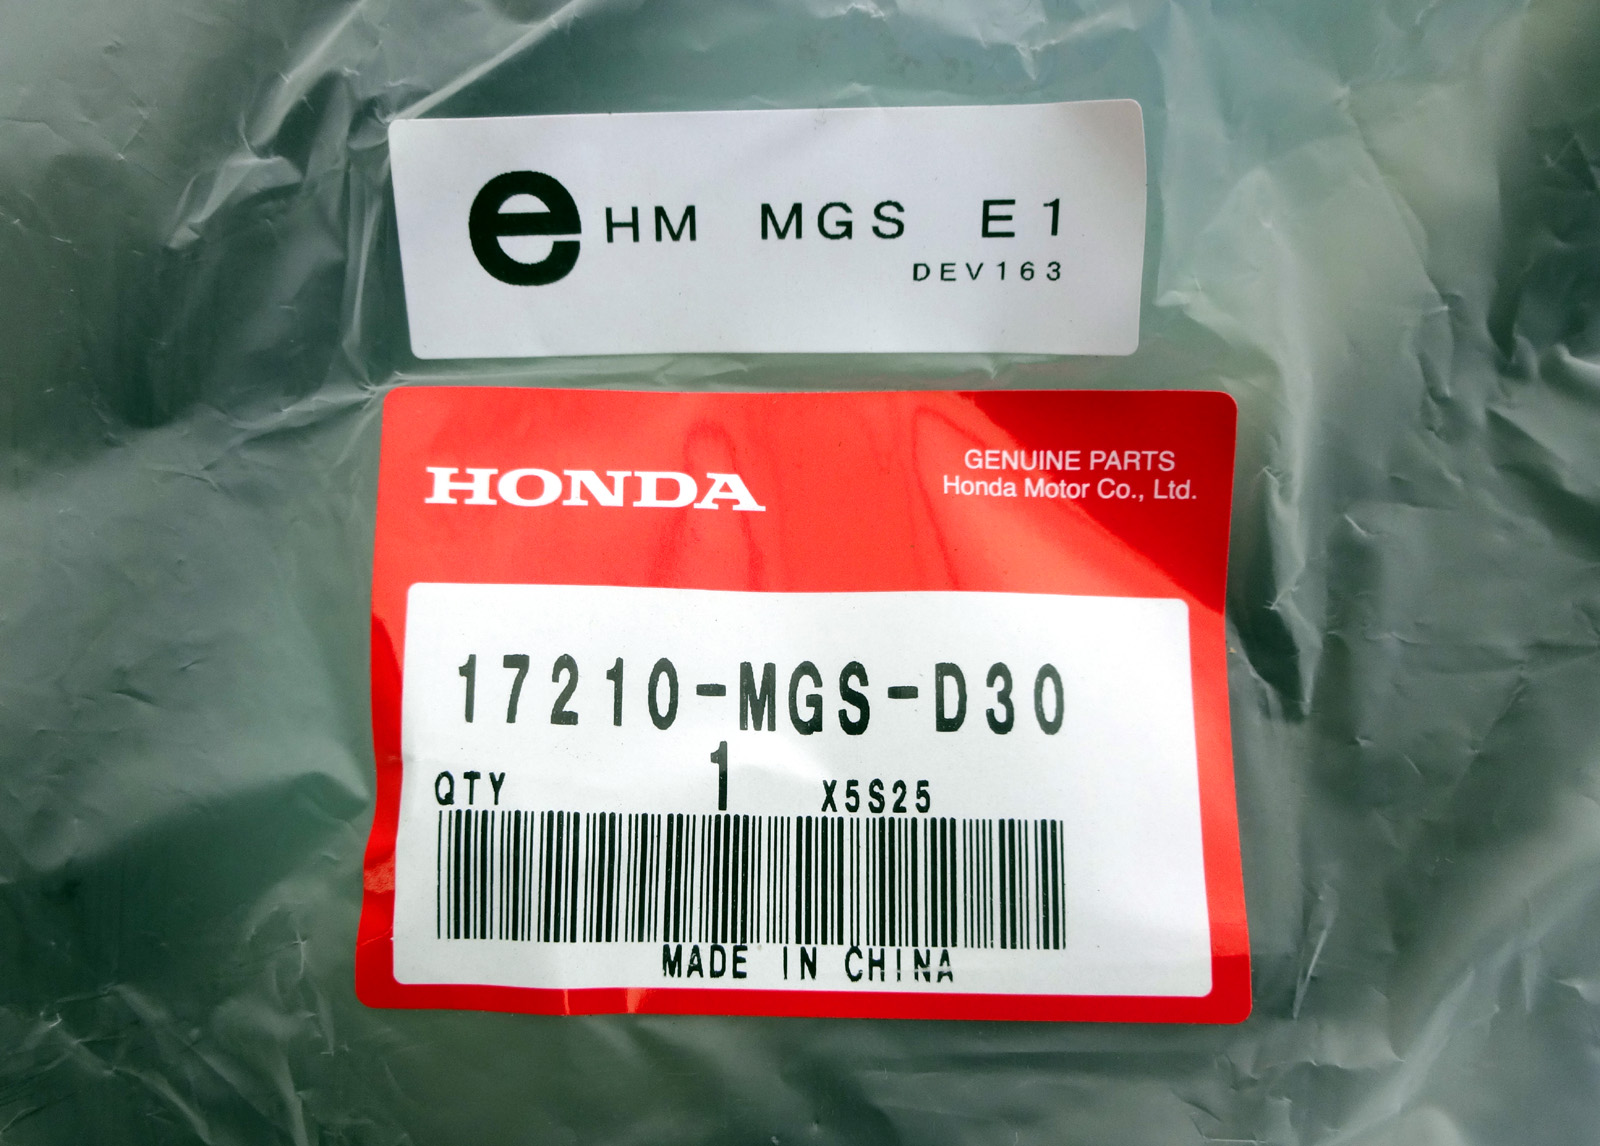 e HM MGS E1
DEV163
HONDA
GENUINE PARTS
Honda Motor Co., Ltd.
17210-MGS-D30
QTY 1 X5S25
MADE IN CHINA